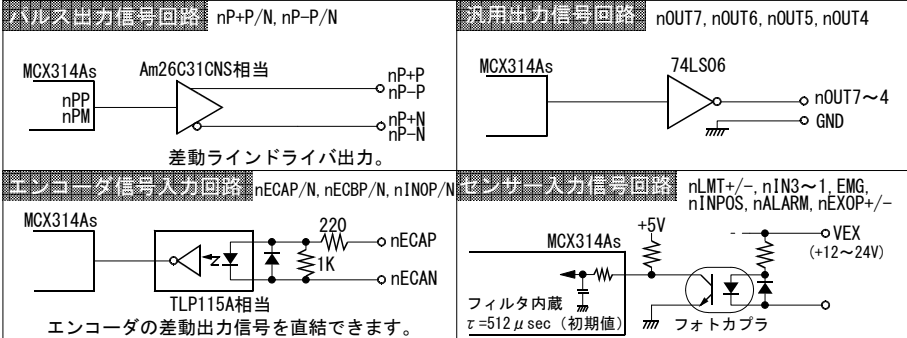 パルス出力信号回路 nP+P/N, nP-P/N
MCX314As
Am26C31CNS相当
nPP
nPM
nP+P
nP-P
nP+N
nP-N
差動ラインドライバ出力。
汎用出力信号回路 nOUT7, nOUT6, nOUT5, nOUT4
MCX314As
74LS06
nOUT7～4
GND
エンコーダ信号入力回路 nECAP/N, nECBP/N, nINOP/N
MCX314As
220
nECAP
1K
nECAN
TLP115A相当
エンコーダの差動出力信号を直結できます。
センサー入力信号回路 nLMT+/-, nIN3～1, EMG,
nINPOS, nALARM, nEXOP+/-
+5V
VEX
(+12～24V)
MCX314As
フィルタ内蔵
τ=512μsec（初期値）
フォトカプラ